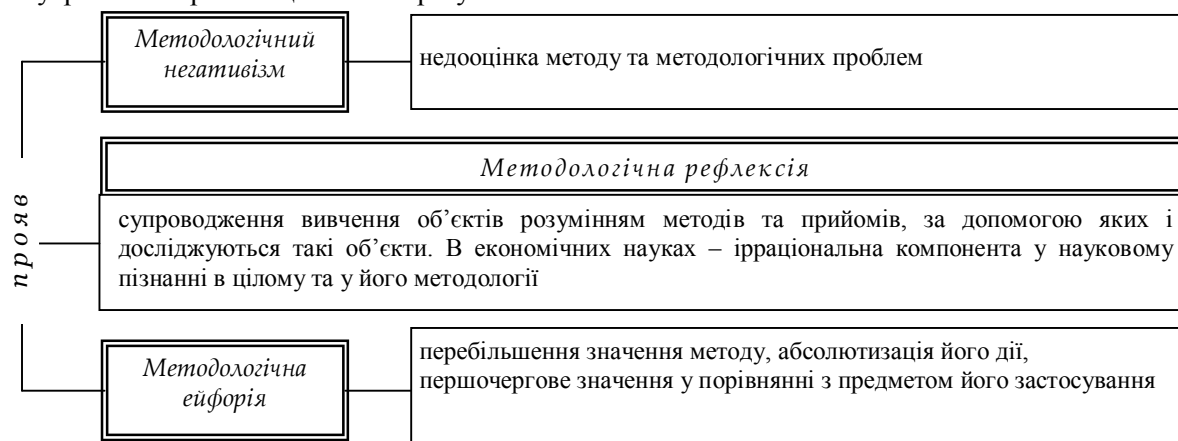 прояв
Методологічний
негативізм
недооцінка методу та методологічних проблем
Методологічна рефлексія
супроводження вивчення об’єктів розумінням методів та прийомів, за допомогою яких і
досліджуються такі об’єкти. В економічних науках – ірраціональна компонента у науковому
пізнанні в цілому та у його методології
Методологічна
ейфорія
перебільшення значення методу, абсолютизація його дії,
першочергове значення у порівнянні з предметом його застосування